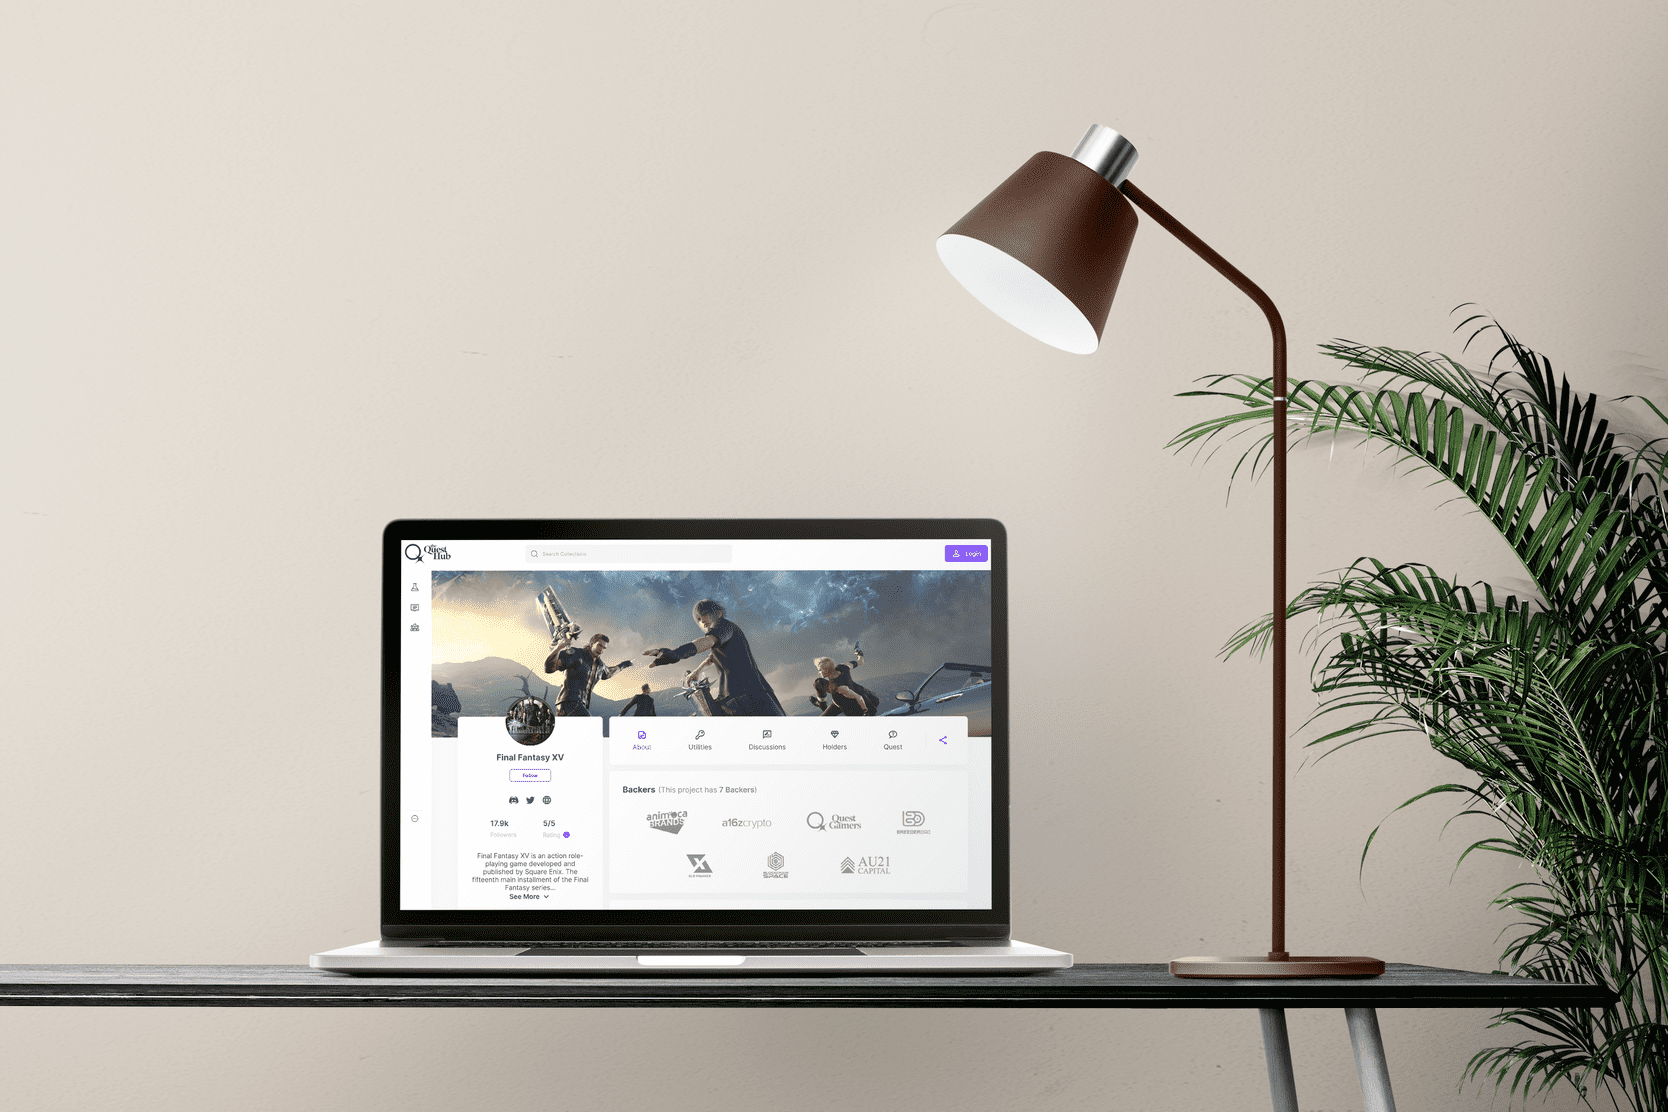 The
Quest
Hub
Search Collections
Login
Final Fantasy XV
Follow
17.9k 5/5
Followers Rating
Final Fantasy XV is an action role-
playing game developed and
published by Square Enix. The
fifteenth main installment of the Final
Fantasy series...
See More
About Utilities Discussions Holders Quest
Backers (This project has 7 Backers)
animoca
BRANDS
a16zcrypto
Quest
Gamers
BREEDERDAO
SPACE
AU21
CAPITAL